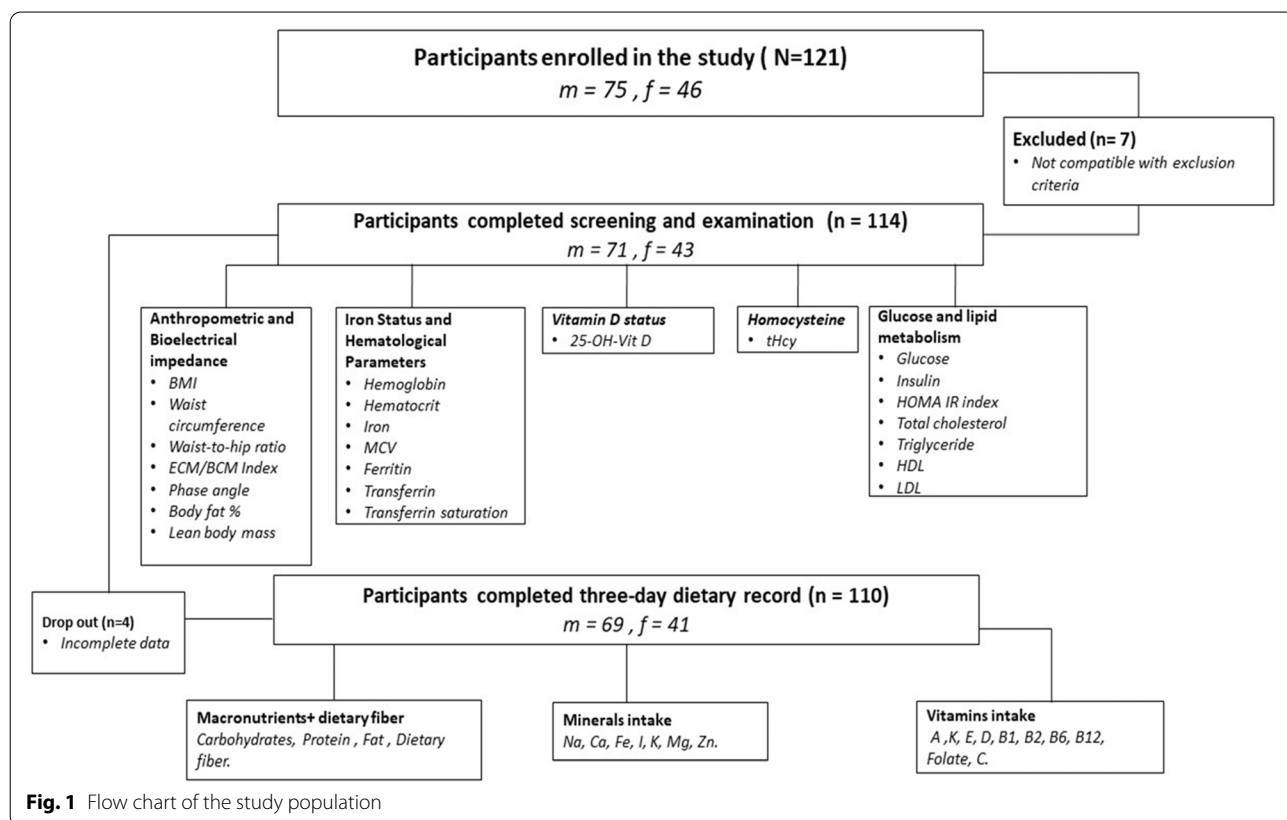 Participants enrolled in the study ( N=121)
m = 75 , f = 46
Excluded (n= 7)
• Not compatible with exclusion
criteria
Participants completed screening and examination (n = 114)
m = 71 , f = 43
Anthropometric and
Bioelectrical
impedance
• BMI
• Waist
circumference
• Waist-to-hip ratio
• ECM/BCM Index
• Phase angle
• Body fat %
• Lean body mass
Iron Status and
Hematological
Parameters
• Hemoglobin
• Hematocrit
• Iron
• MCV
• Ferritin
• Transferrin
• Transferrin saturation
Vitamin D status
• 25-OH-Vit D
Homocysteine
• tHcy
Glucose and lipid
metabolism
• Glucose
• Insulin
• HOMA IR index
• Total cholesterol
• Triglyceride
• HDL
• LDL
Drop out (n=4)
• Incomplete data
Participants completed three-day dietary record (n = 110)
m = 69 , f = 41
Macronutrients+ dietary fiber
Carbohydrates, Protein , Fat , Dietary
fiber.
Minerals intake
Na, Ca, Fe, I, K, Mg, Zn.
Vitamins intake
A ,K, E, D, B1, B2, B6, B12,
Folate, C.
Fig. 1 Flow chart of the study population